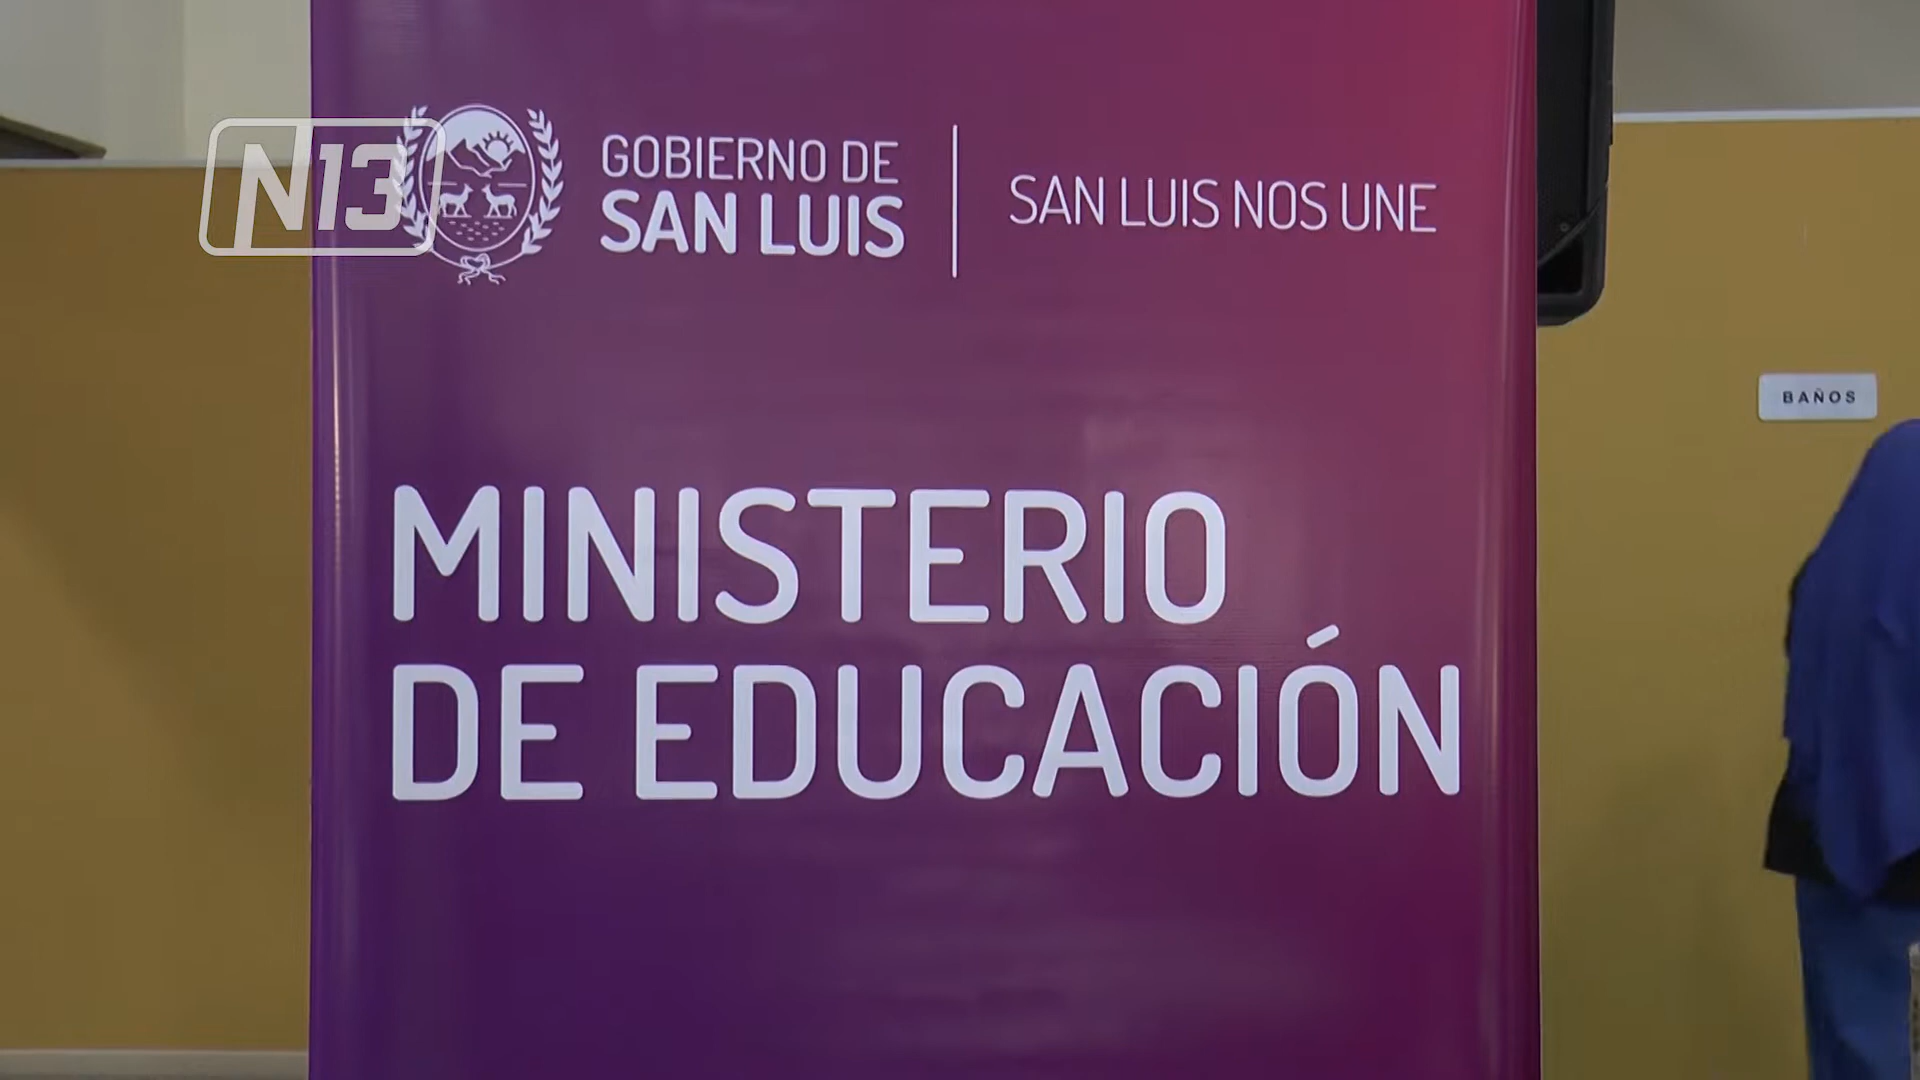 N13
GOBIERNO DE
SAN LUIS
SAN LUIS NOS UNE
BAÑOS
MINISTERIO
DE EDUCACIÓN